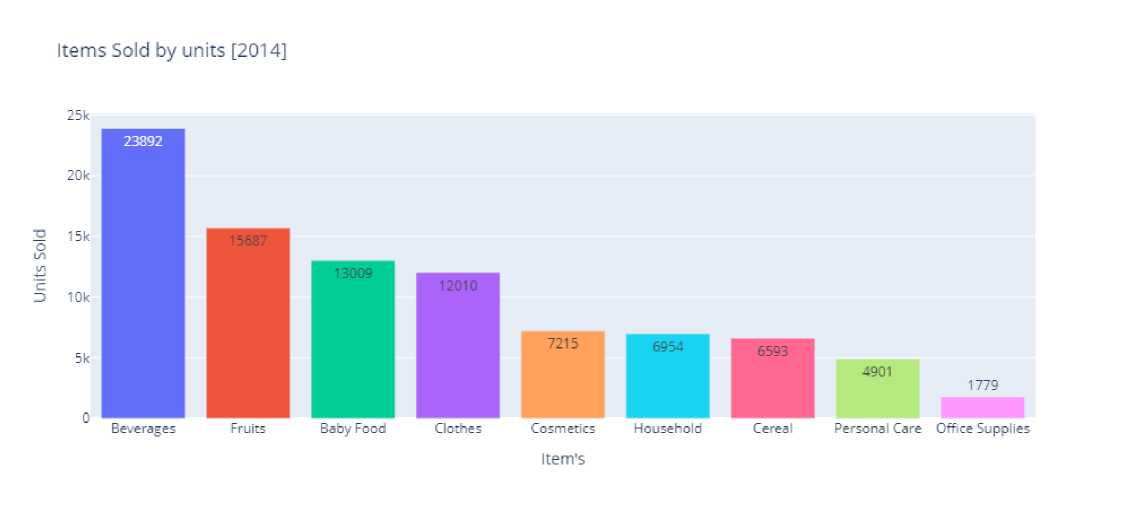 Items Sold by units [2014]
25k
20k
15k
10k
5k
0
Units Sold
23892
15687
13009
12010
7215
6954
6593
4901
1779
Beverages Fruits Baby Food Clothes Cosmetics Household Cereal Personal Care Office Supplies
Item's